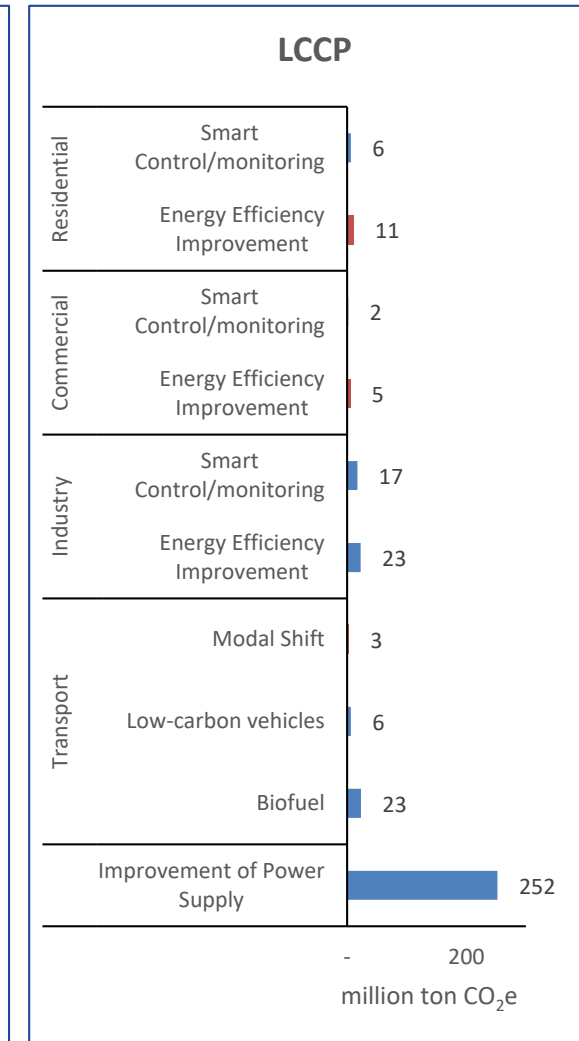 LCCP
Residential
Smart
Control/monitoring
6
Energy Efficiency
Improvement
11
Commercial
Smart
Control/monitoring
2
Energy Efficiency
Improvement
5
Industry
Smart
Control/monitoring
17
Energy Efficiency
Improvement
23
Transport
Modal Shift
3
Low-carbon vehicles
6
Biofuel
23
Improvement of Power
Supply
252
-
200
million ton CO₂e